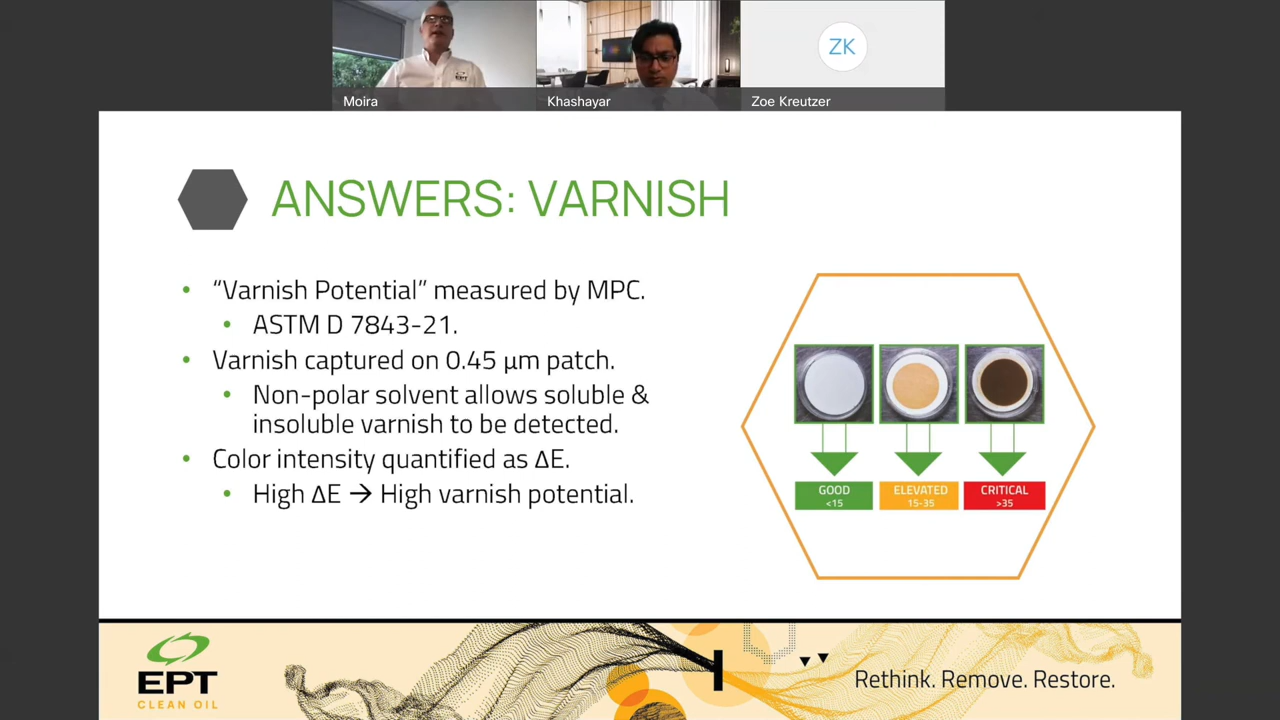 EPT
Moira
Khashayar
ZK
Zoe Kreutzer
ANSWERS: VARNISH
• “Varnish Potential” measured by MPC.
• ASTM D 7843-21.
• Varnish captured on 0.45 µm patch.
• Non-polar solvent allows soluble &
insoluble varnish to be detected.
• Color intensity quantified as ΔE.
• High ΔE → High varnish potential.
GOOD
<15
ELEVATED
15-35
CRITICAL
>35
EPT
CLEAN OIL
Rethink. Remove. Restore.